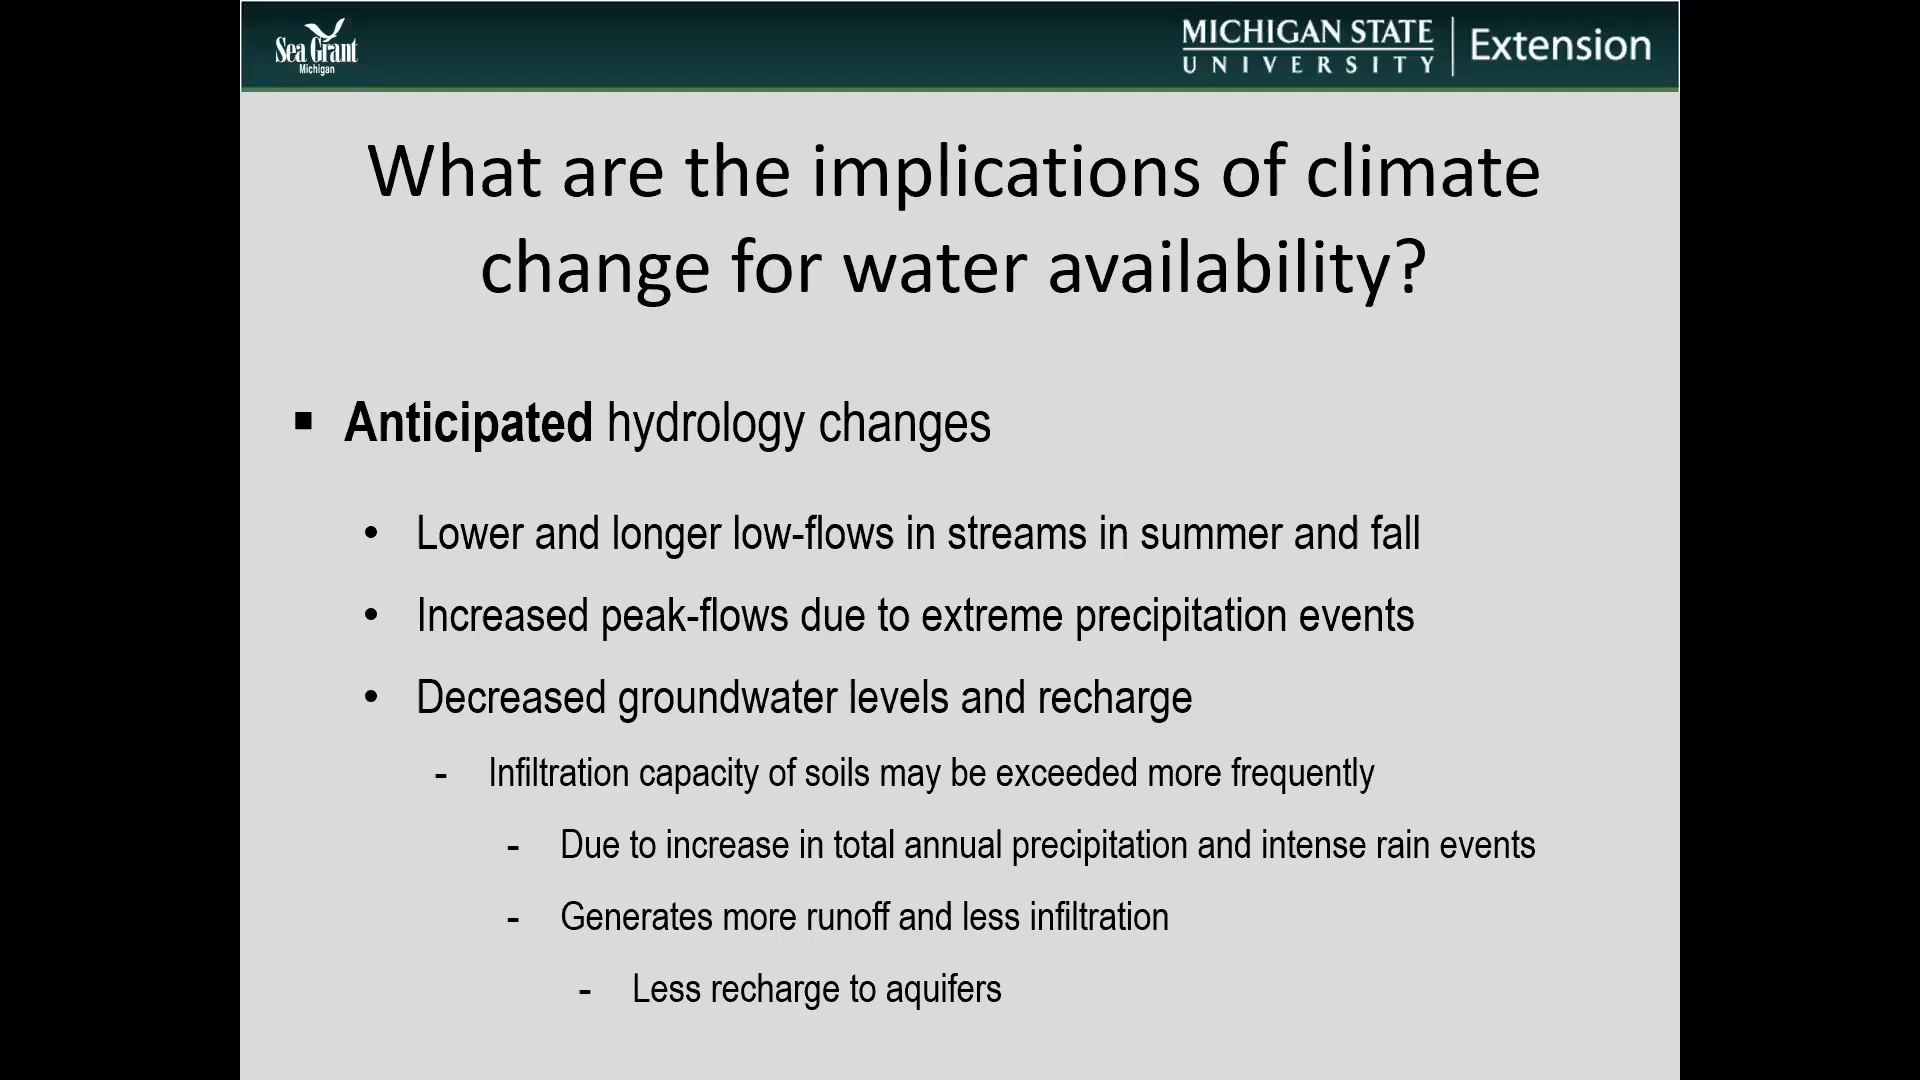 Sea Grant
Michigan
MICHIGAN STATE
UNIVERSITY
Extension
What are the implications of climate
change for water availability?
▪ Anticipated hydrology changes
• Lower and longer low-flows in streams in summer and fall
• Increased peak-flows due to extreme precipitation events
• Decreased groundwater levels and recharge
- Infiltration capacity of soils may be exceeded more frequently
- Due to increase in total annual precipitation and intense rain events
- Generates more runoff and less infiltration
- Less recharge to aquifers